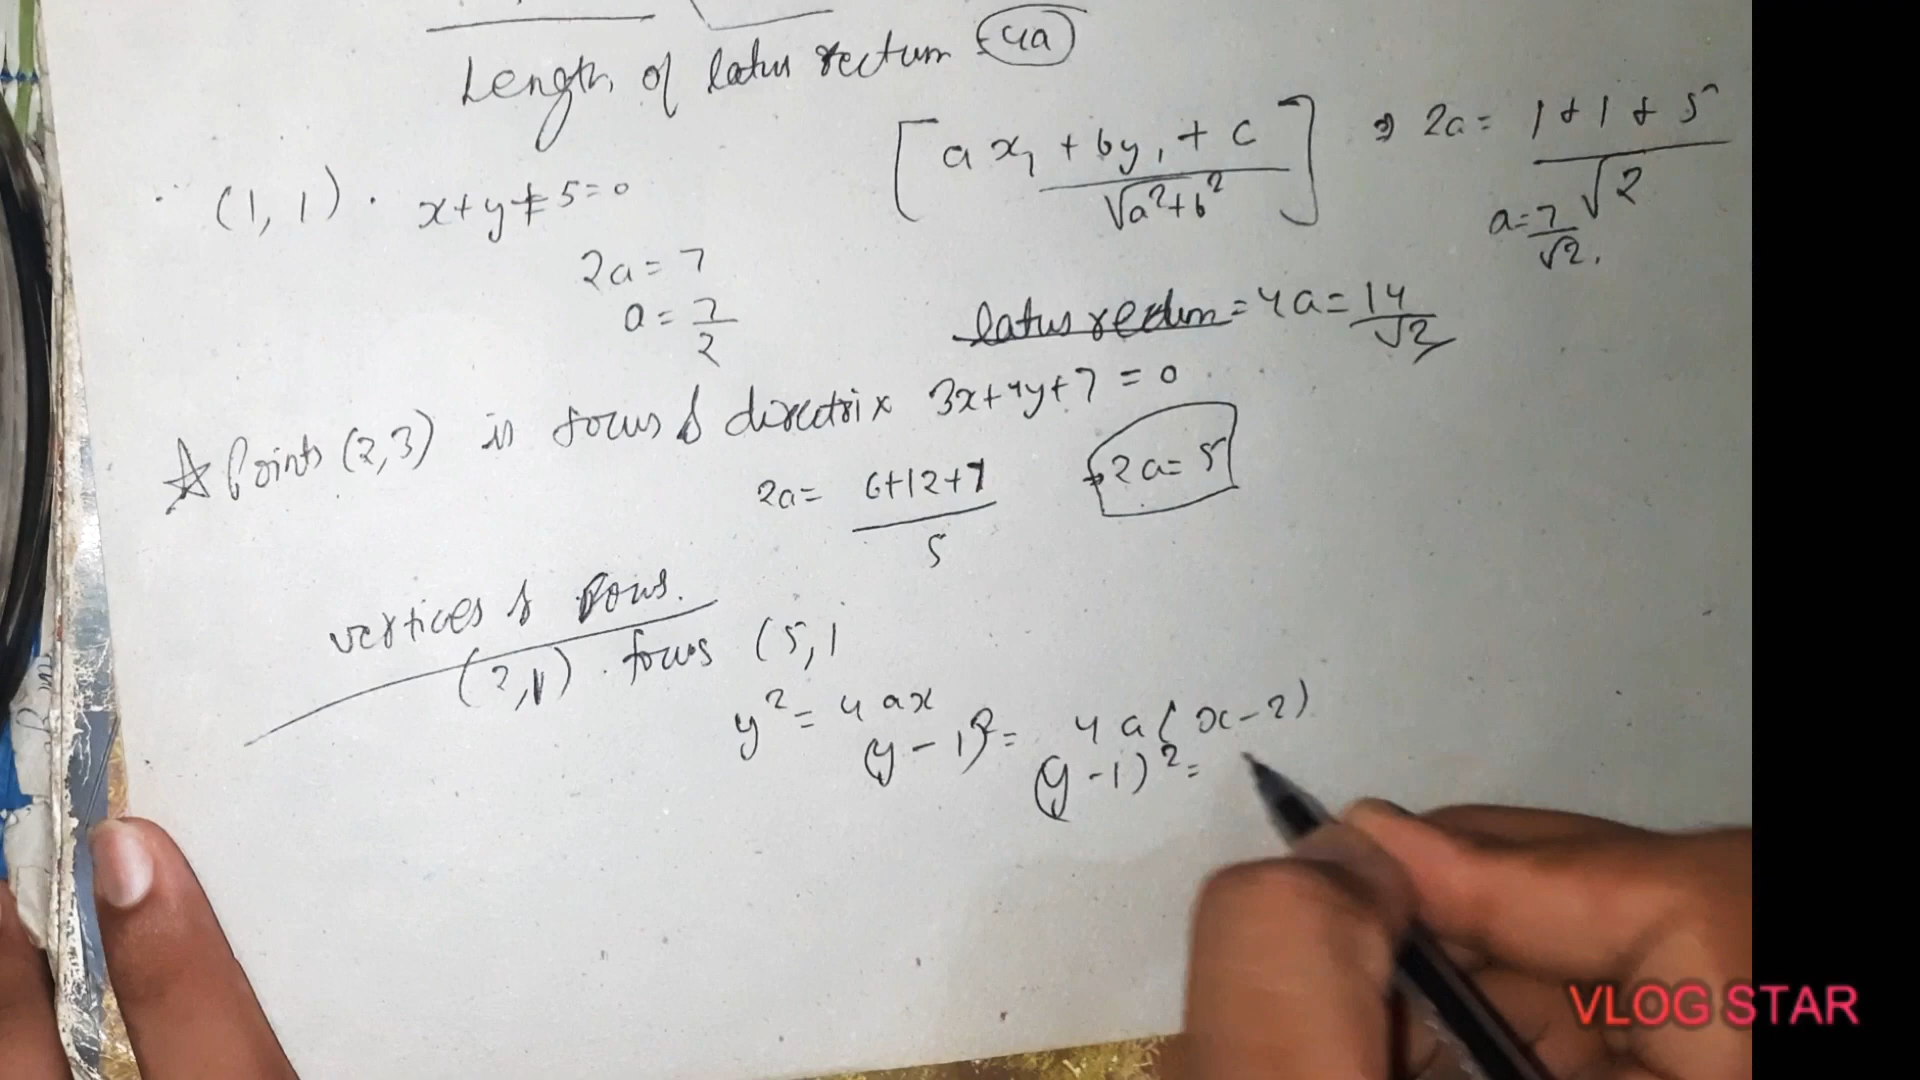 Length of latus rectum = 4a
[ax₁ + by₁ + c / √a²+b²] ⇒ 2a = 1 + 1 + 5 / √2
∵ (1, 1) . x+y+5=0
a = 7/√2.
2a = 7
a = 7/2
latus rectum = 4a = 14/√2
☆ Points (2,3) is focus & directrix 3x+4y+7 = 0
2a = 6+12+7 / 5 ⇒ 2a = 5
vertices & focus.
(2,1) . focus (5,1
y² = 4ax
(y - 1)² = 4a(x-2)
(y -1)² =
VLOG STAR